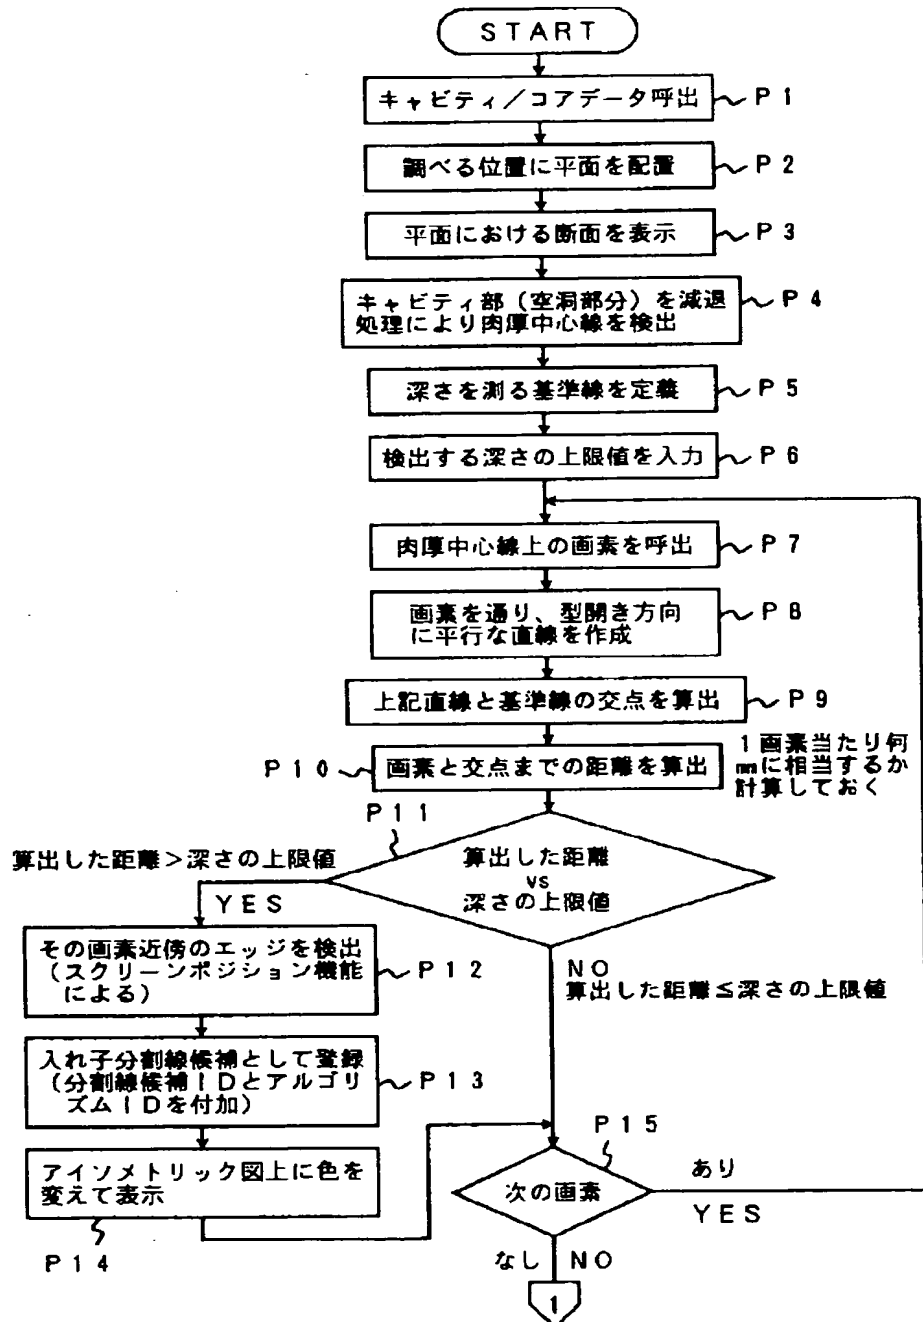 START
キャビティ／コアデータ呼出
P1
調べる位置に平面を配置
P2
平面における断面を表示
P3
キャビティ部（空洞部分）を減退
処理により肉厚中心線を検出
P4
深さを測る基準線を定義
P5
検出する深さの上限値を入力
P6
肉厚中心線上の画素を呼出
P7
画素を通り、型開き方向
に平行な直線を作成
P8
上記直線と基準線の交点を算出
P9
P10
画素と交点までの距離を算出
1画素当たり何
mmに相当するか
計算しておく
P11
算出した距離＞深さの上限値
算出した距離
vs
深さの上限値
YES
その画素近傍のエッジを検出
（スクリーンポジション機能
による）
P12
NO
算出した距離≦深さの上限値
入れ子分割線候補として登録
（分割線候補IDとアルゴリ
ズムIDを付加）
P13
P15
アイソメトリック図上に色を
変えて表示
P14
次の画素
あり
YES
なし
NO
1